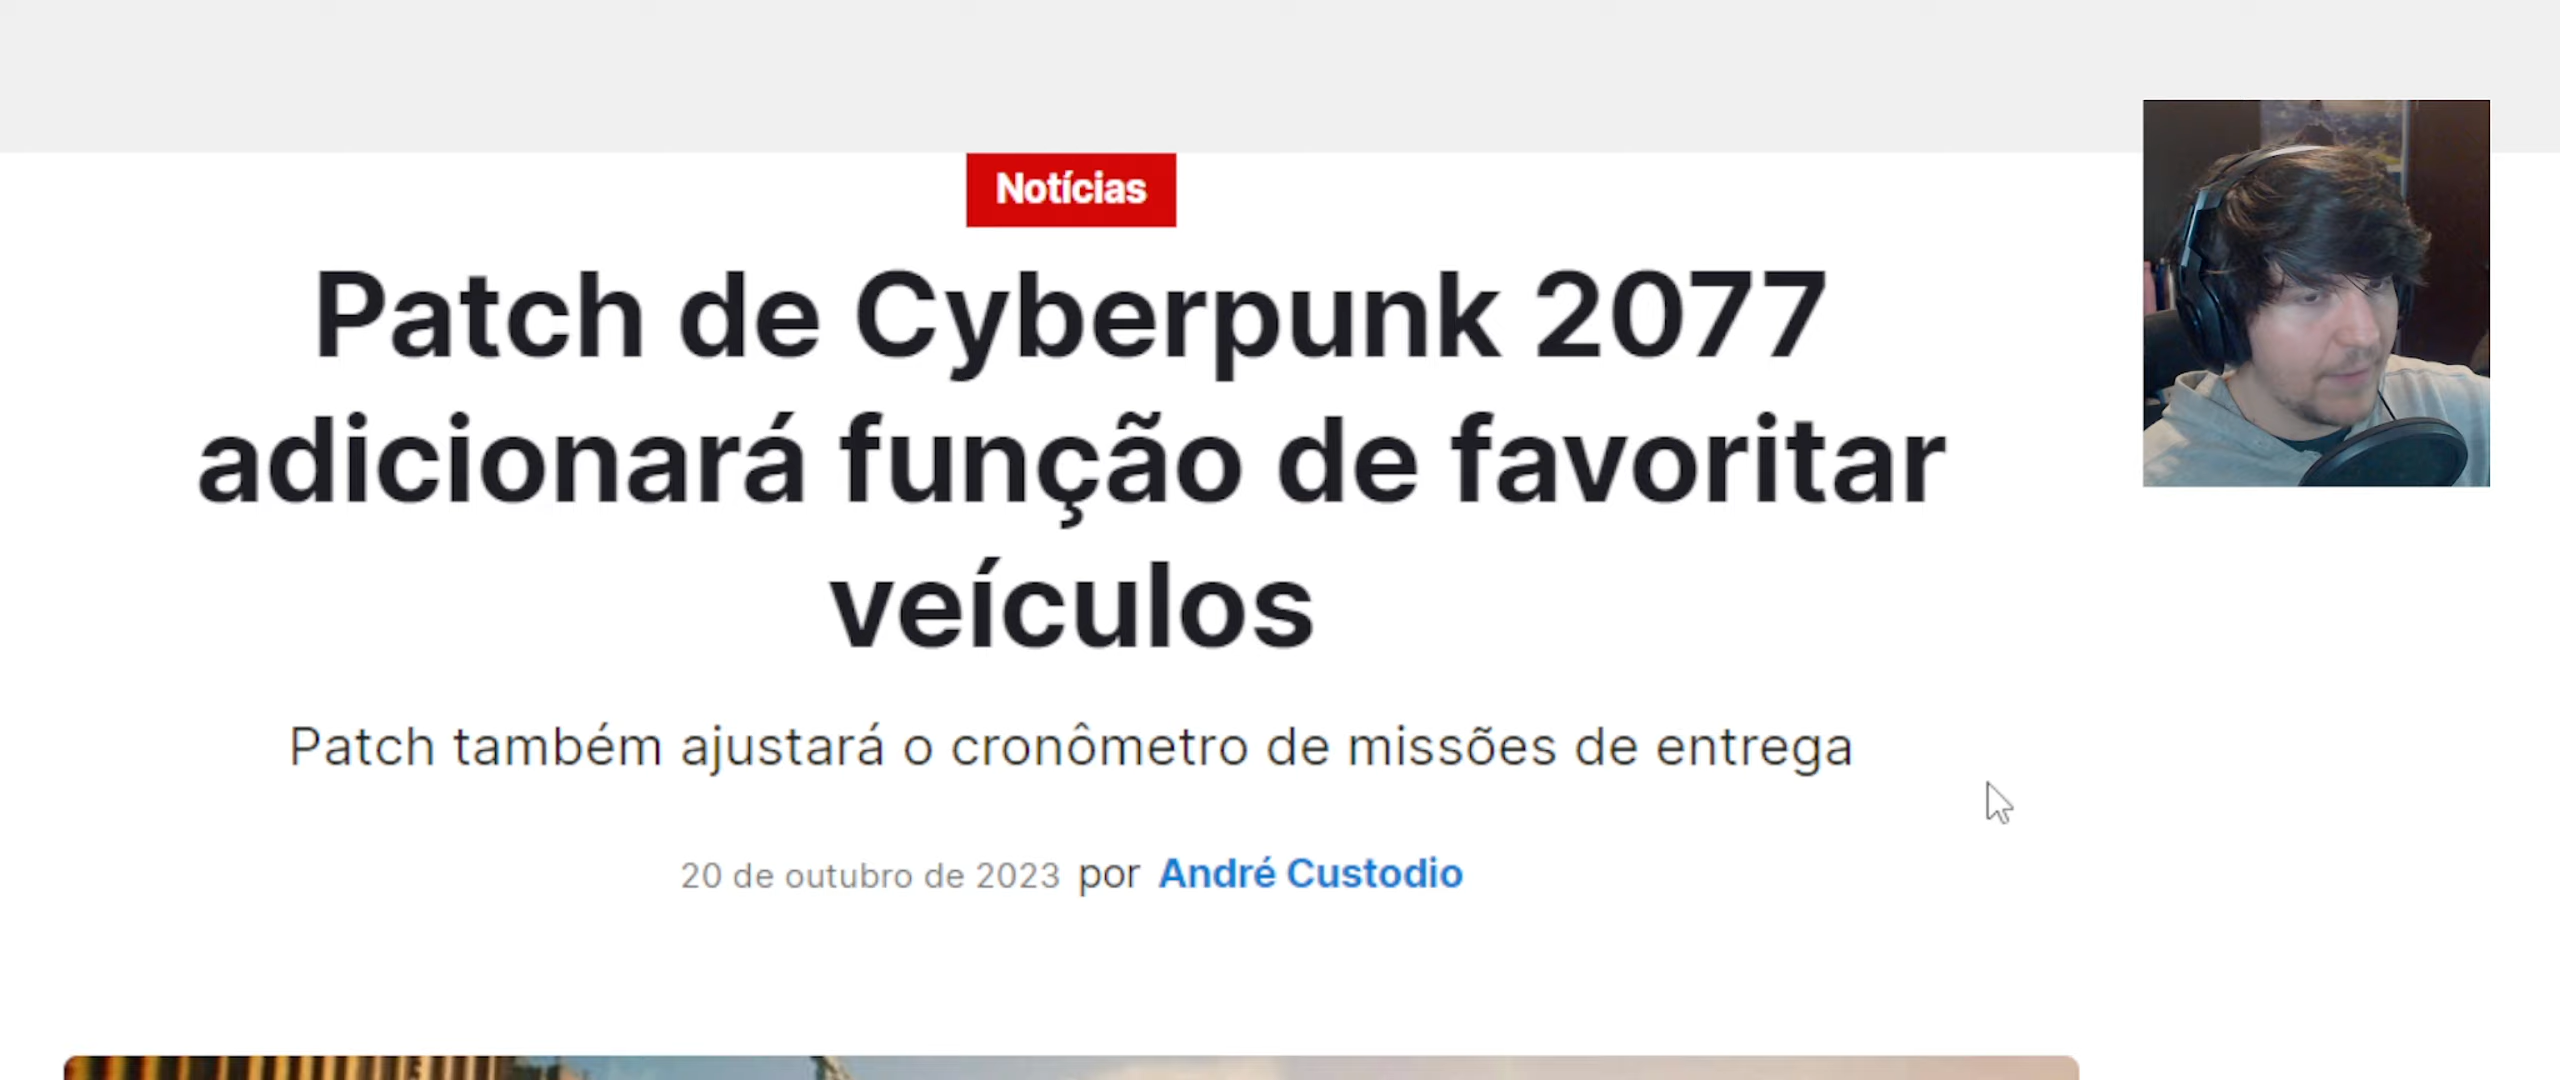 Notícias
Patch de Cyberpunk 2077
adicionará função de favoritar
veículos
Patch também ajustará o cronômetro de missões de entrega
20 de outubro de 2023 por André Custodio